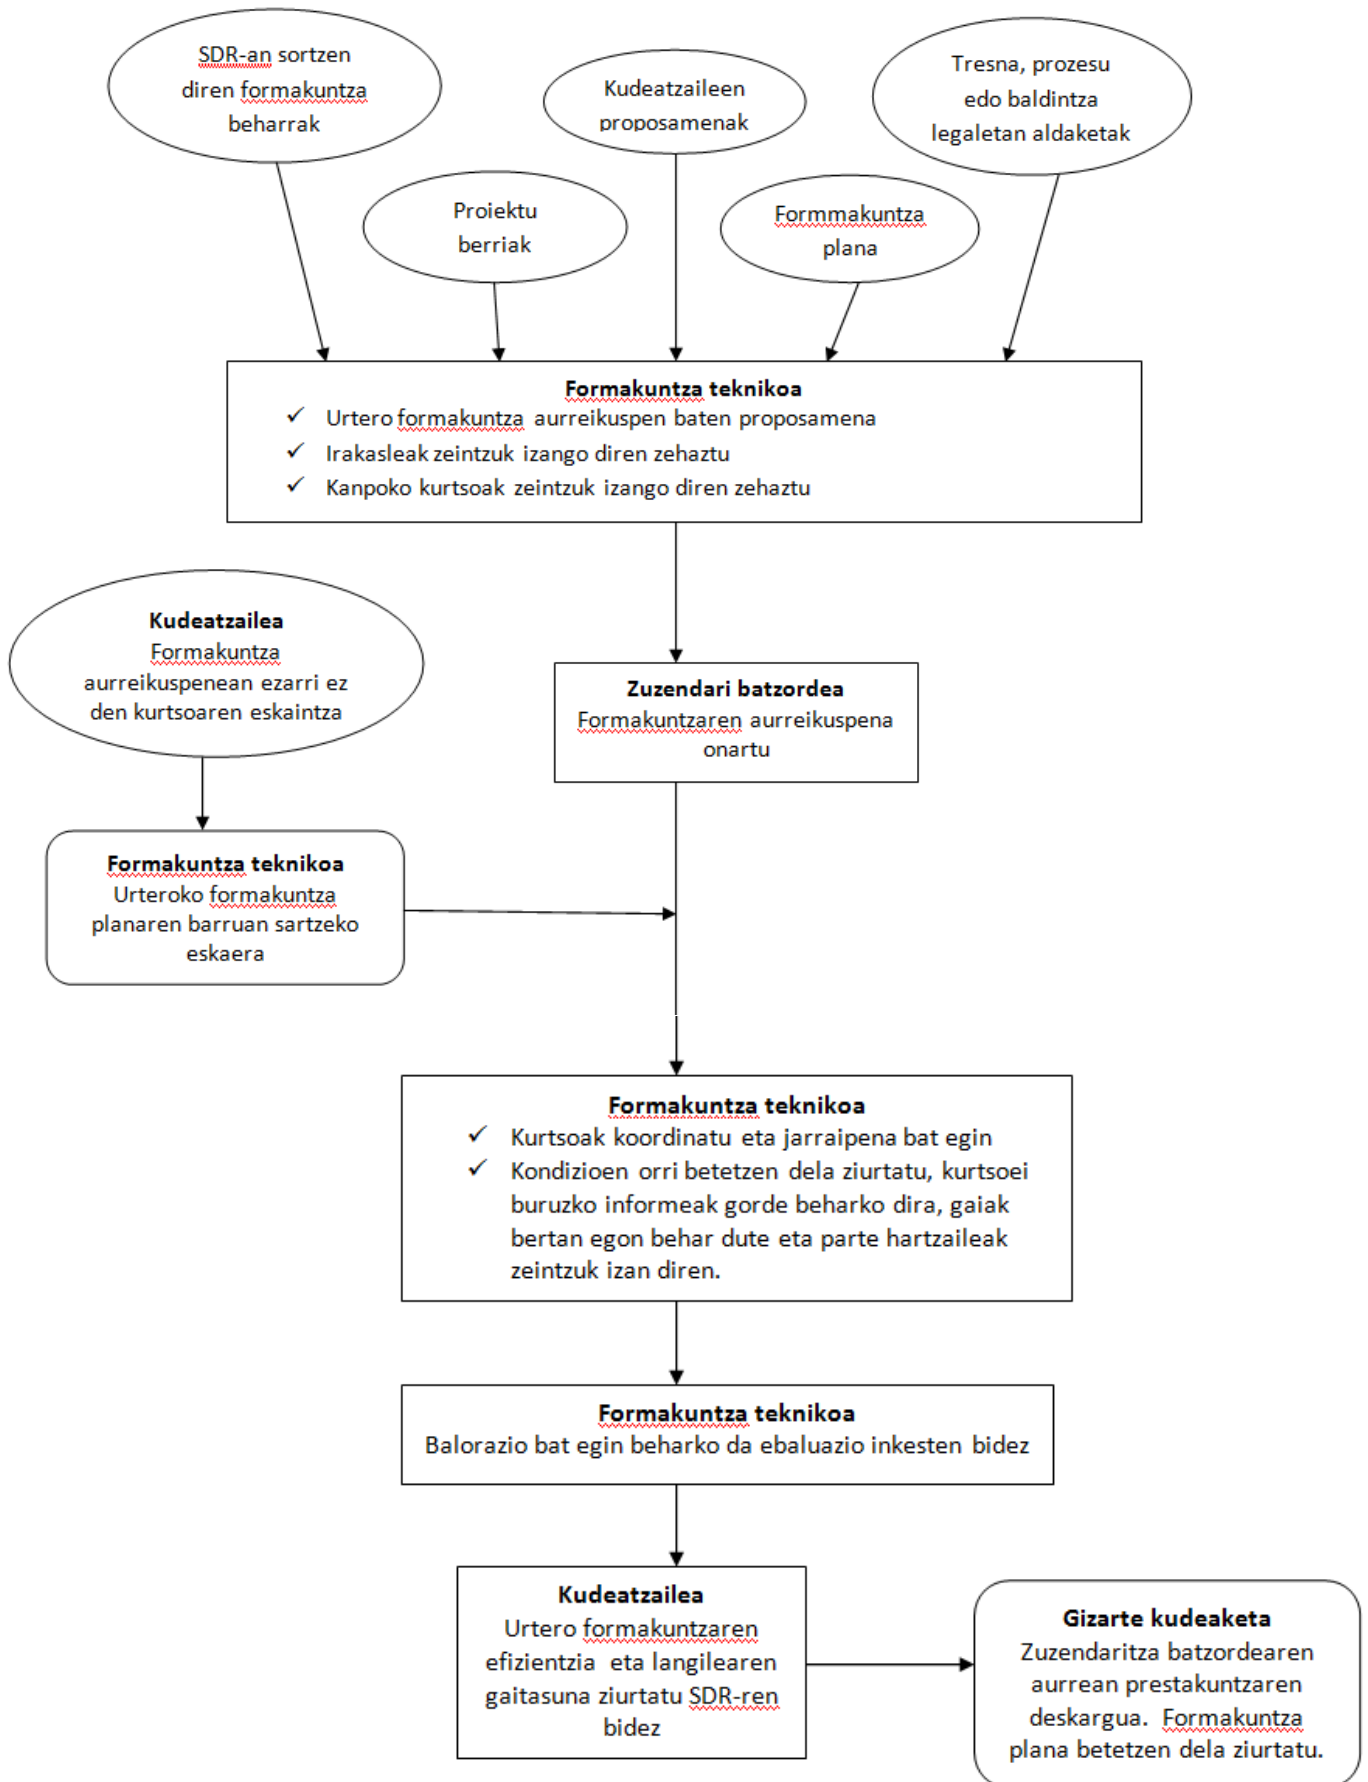 SDR-an sortzen
diren formakuntza
beharrak
Kudeatzaileen
proposamenak
Tresna, prozesu
edo baldintza
legaletan aldaketak
Proiektu
berriak
Formmakuntza
plana
Formakuntza teknikoa
✓ Urtero formakuntza aurreikuspen baten proposamena
✓ Irakasleak zeintzuk izango diren zehaztu
✓ Kanpoko kurtsoak zeintzuk izango diren zehaztu
Kudeatzailea
Formakuntza
aurreikuspenean ezarri ez
den kurtsoaren eskaintza
Zuzendari batzordea
Formakuntzaren aurreikuspena
onartu
Formakuntza teknikoa
Urteroko formakuntza
planaren barruan sartzeko
eskaera
Formakuntza teknikoa
✓ Kurtsoak koordinatu eta jarraipena bat egin
✓ Kondizioen orri betetzen dela ziurtatu, kurtsoei
buruzko informeak gorde beharko dira, gaiak
bertan egon behar dute eta parte hartzaileak
zeintzuk izan diren.
Formakuntza teknikoa
Balorazio bat egin beharko da ebaluazio inkesten bidez
Kudeatzailea
Urtero formakuntzaren
efizientzia eta langilearen
gaitasuna ziurtatu SDR-ren
bidez
Gizarte kudeaketa
Zuzendaritza batzordearen
aurrean prestakuntzaren
deskargua. Formakuntza
plana betetzen dela ziurtatu.